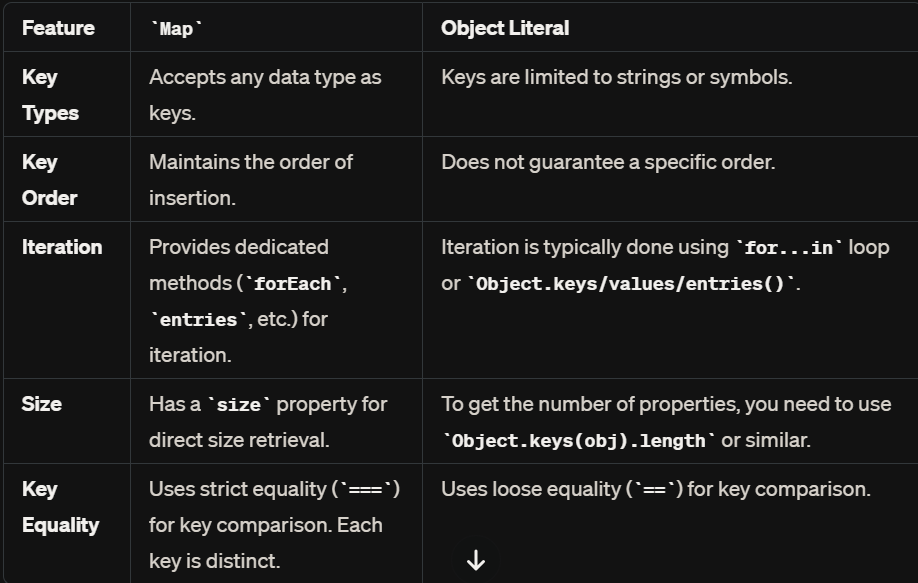 Feature `Map` Object Literal
Key Accepts any data type as Keys are limited to strings or symbols.
Types keys.
Key Maintains the order of Does not guarantee a specific order.
Order insertion.
Iteration Provides dedicated Iteration is typically done using `for...in` loop
methods (`forEach`, or `Object.keys/values/entries()`.
`entries`, etc.) for
iteration.
Size Has a `size` property for To get the number of properties, you need to use
direct size retrieval. `Object.keys(obj).length` or similar.
Key Uses strict equality (`===`) Uses loose equality (`==`) for key comparison.
Equality for key comparison. Each
key is distinct.